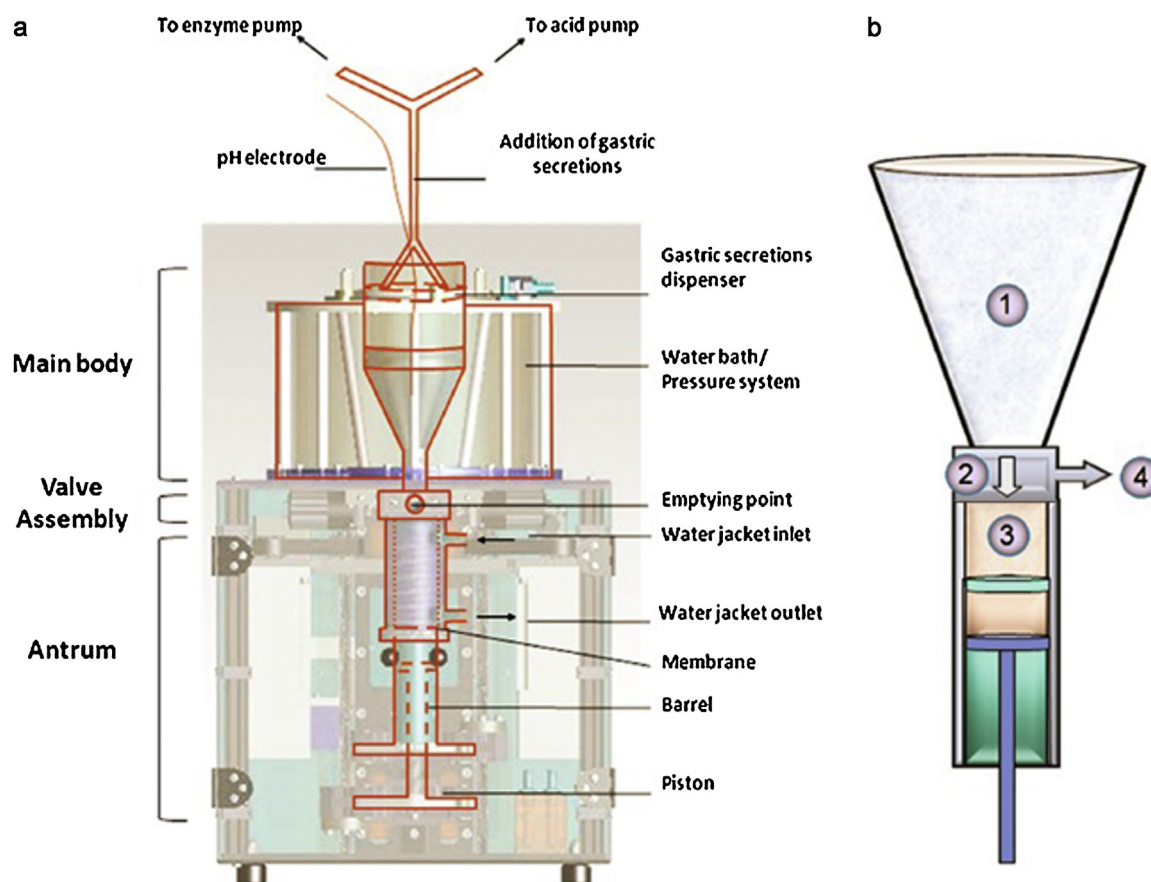 a
To enzyme pump
To acid pump
pH electrode
Addition of gastric
secretions
Gastric secretions
dispenser
Main body
Water bath/
Pressure system
Valve
Assembly
Emptying point
Water jacket inlet
Antrum
Water jacket outlet
Membrane
Barrel
Piston
b
1
2
4
3